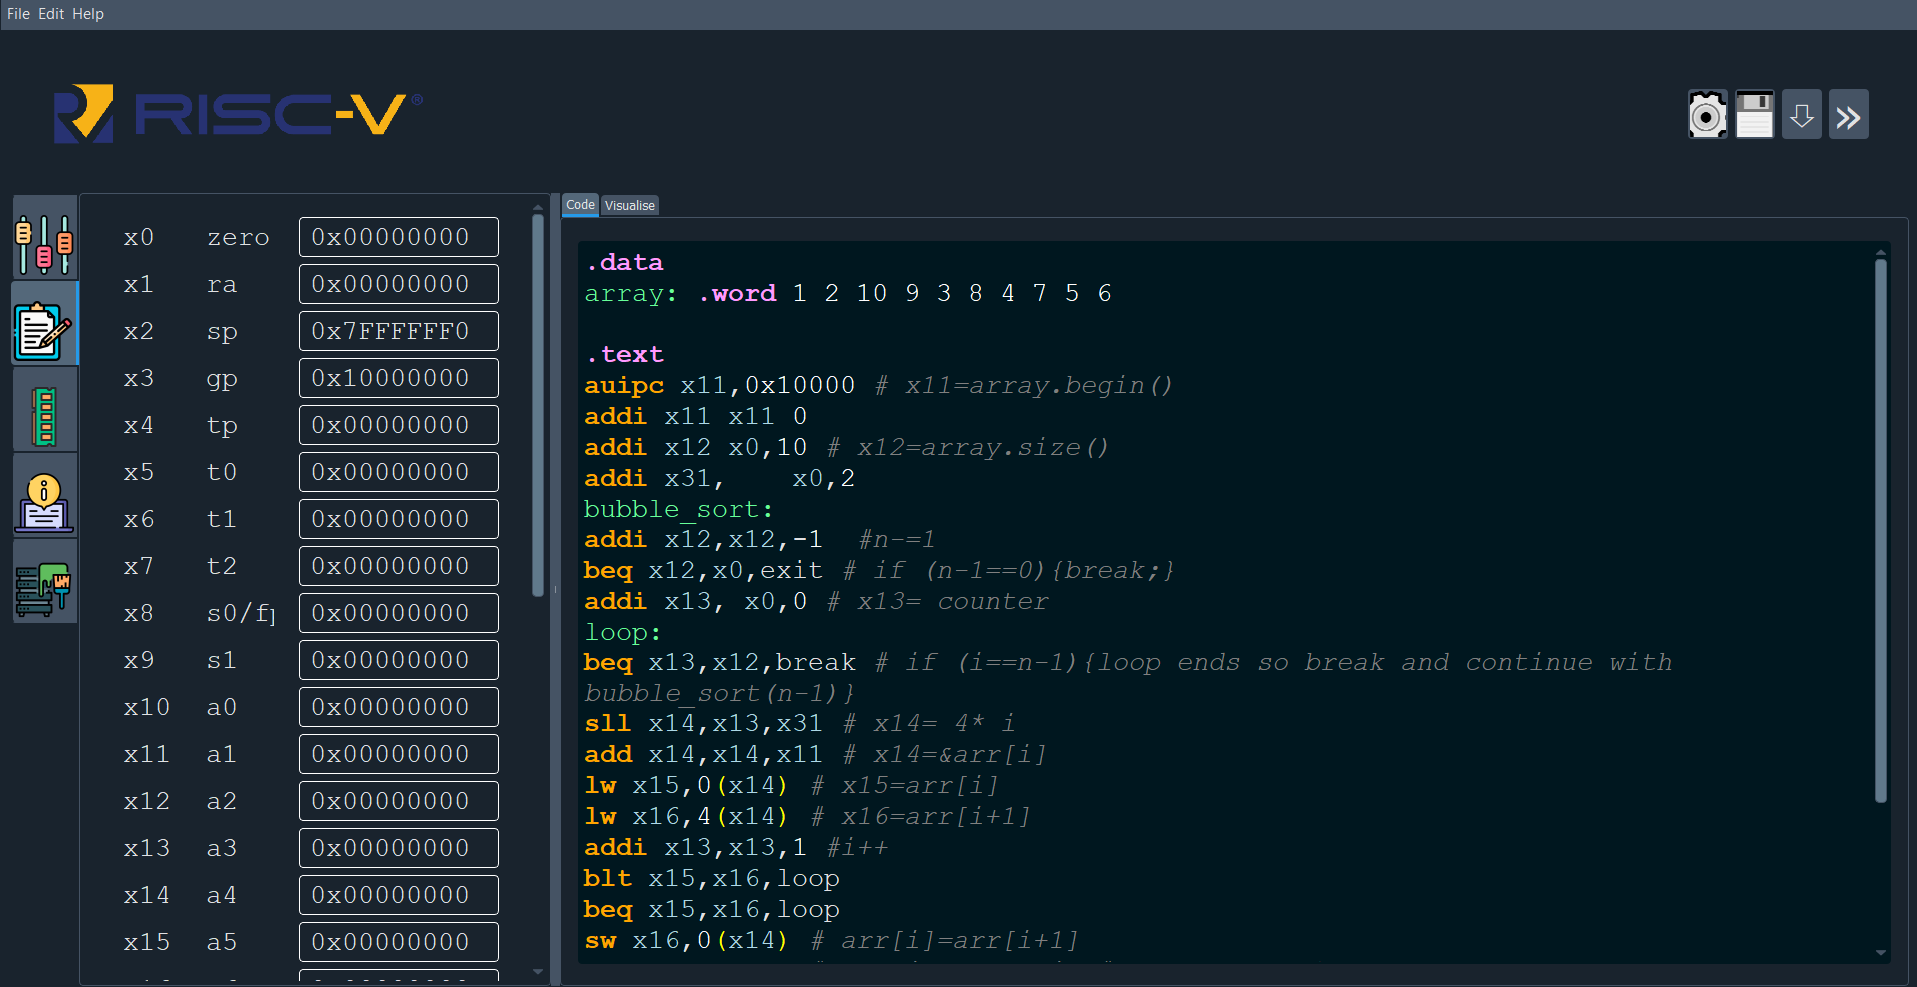 File Edit Help
RISC-V®
x0 zero 0x00000000
x1 ra 0x00000000
x2 sp 0x7FFFFFF0
x3 gp 0x10000000
x4 tp 0x00000000
x5 t0 0x00000000
x6 t1 0x00000000
x7 t2 0x00000000
x8 s0/fp 0x00000000
x9 s1 0x00000000
x10 a0 0x00000000
x11 a1 0x00000000
x12 a2 0x00000000
x13 a3 0x00000000
x14 a4 0x00000000
x15 a5 0x00000000
Code Visualise
.data
array: .word 1 2 10 9 3 8 4 7 5 6
.text
auipc x11,0x10000 # x11=array.begin()
addi x11 x11 0
addi x12 x0,10 # x12=array.size()
addi x31,    x0,2
bubble_sort:
addi x12,x12,-1  #n-=1
beq x12,x0,exit # if (n-1==0){break;}
addi x13, x0,0 # x13= counter
loop:
beq x13,x12,break # if (i==n-1){loop ends so break and continue with
bubble_sort(n-1)}
sll x14,x13,x31 # x14= 4* i
add x14,x14,x11 # x14=&arr[i]
lw x15,0(x14) # x15=arr[i]
lw x16,4(x14) # x16=arr[i+1]
addi x13,x13,1 #i++
blt x15,x16,loop
beq x15,x16,loop
sw x16,0(x14) # arr[i]=arr[i+1]